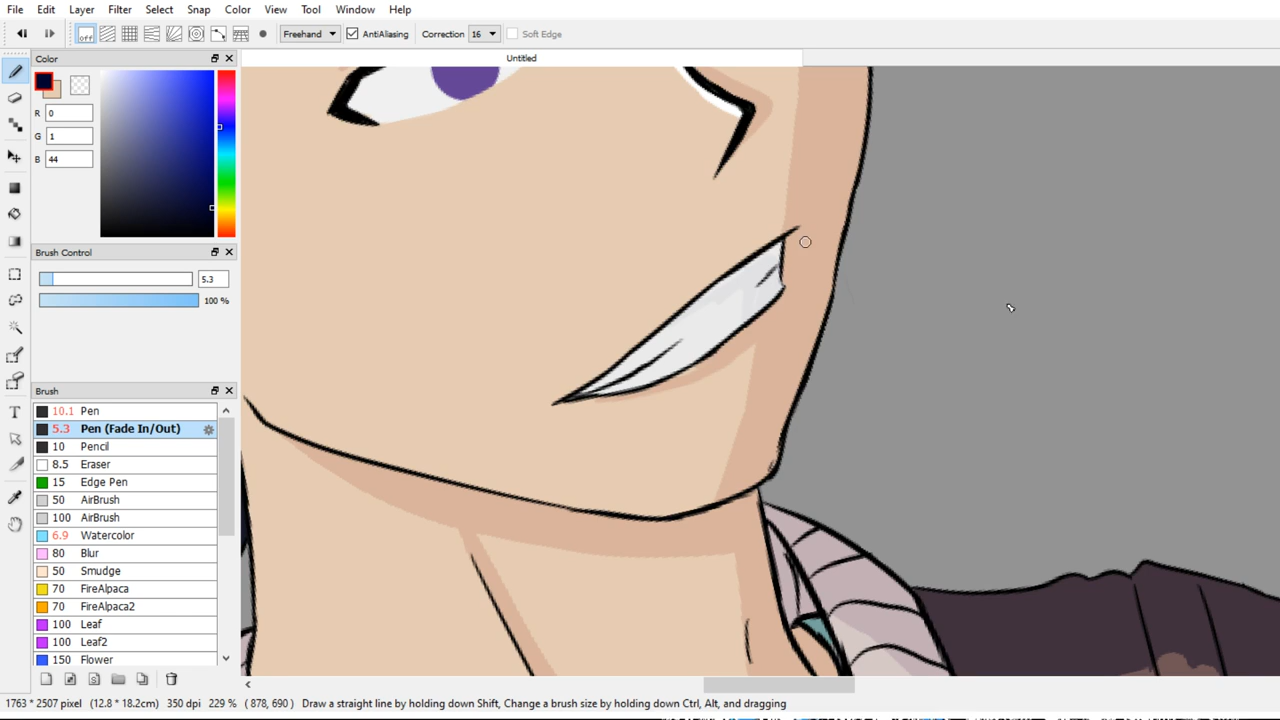 File Edit Layer Filter Select Snap Color View Tool Window Help
off Freehand AntiAliasing Correction 16 Soft Edge
Color
Untitled
R 0
G 1
B 44
Brush Control
5.3
100 %
Brush
10.1 Pen
5.3 Pen (Fade In/Out)
10 Pencil
8.5 Eraser
15 Edge Pen
50 AirBrush
100 AirBrush
6.9 Watercolor
80 Blur
50 Smudge
70 FireAlpaca
70 FireAlpaca2
100 Leaf
100 Leaf2
150 Flower
1763 * 2507 pixel (12.8 * 18.2cm) 350 dpi 229 % ( 878, 690 ) Draw a straight line by holding down Shift, Change a brush size by holding down Ctrl, Alt, and dragging